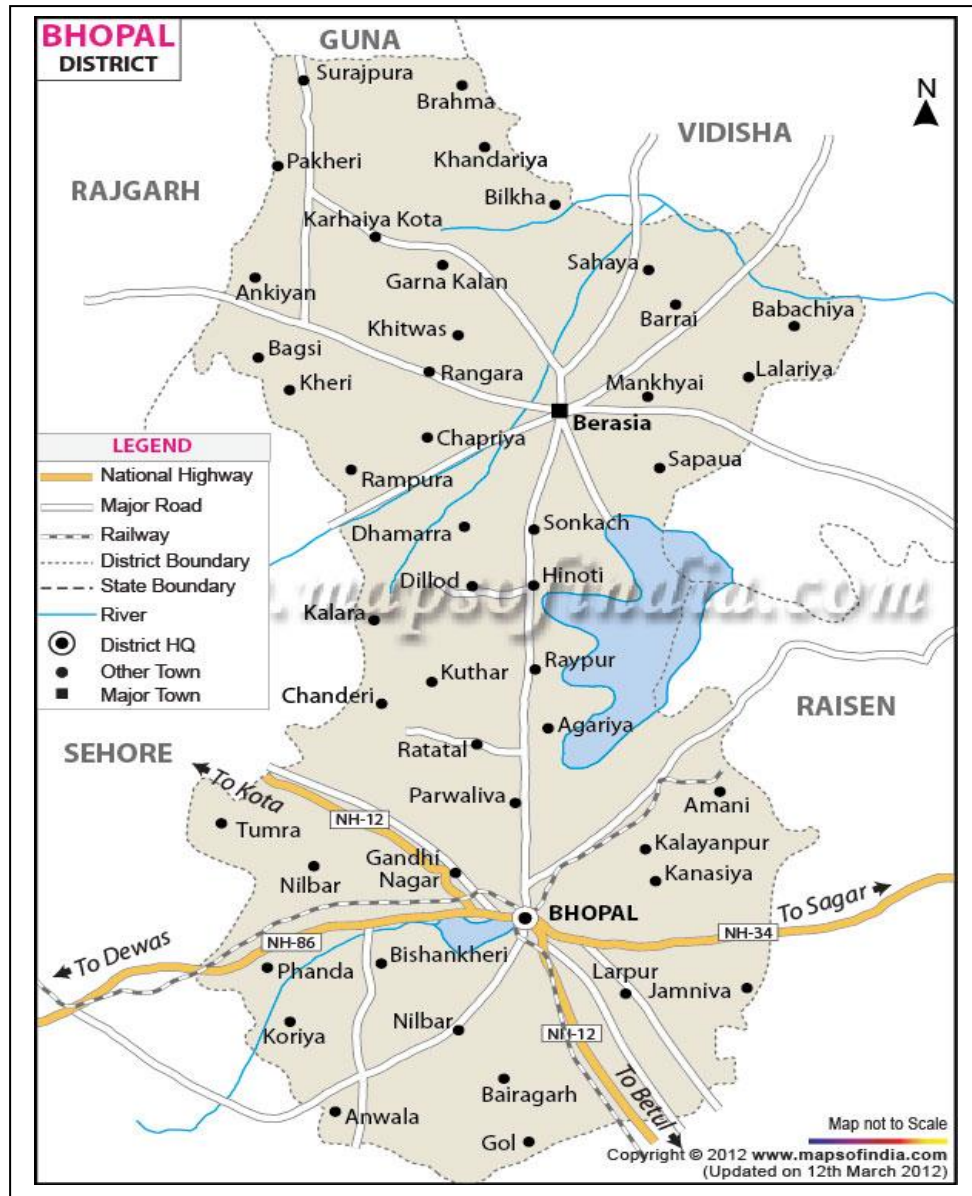 BHOPAL
DISTRICT
GUNA
Surajpura
Brahma
N
VIDISHA
Khandariya
Pakheri
RAJGARH
Bilkha
Karhaiya Kota
Sahaya
Garna Kalan
Ankiyan
Barrai
Babachiya
Khitwas
Bagsi
Rangara
Lalariya
Kheri
Mankhyai
Berasia
LEGEND
National Highway
Major Road
Railway
District Boundary
State Boundary
River
District HQ
Other Town
Major Town
Chapriya
Sapaua
Rampura
Sonkach
Dhamarra
Dillod
Hinoti
.mapsofindia.com
Kalara
Raypur
Kuthar
Chanderi
RAISEN
Agariya
SEHORE
Ratatal
To Kota
Parwaliva
Amani
NH-12
Tumra
Kalayanpur
Gandhi
Nagar
Nilbar
Kanasiya
BHOPAL
To Sagar
NH-86
NH-34
To Dewas
Bishankheri
Phanda
Larpur
Jamniva
Nilbar
Koriya
NH-12
Bairagarh
To Betul
Anwala
Gol
Map not to Scale
Copyright © 2012 www.mapsofindia.com
(Updated on 12th March 2012)